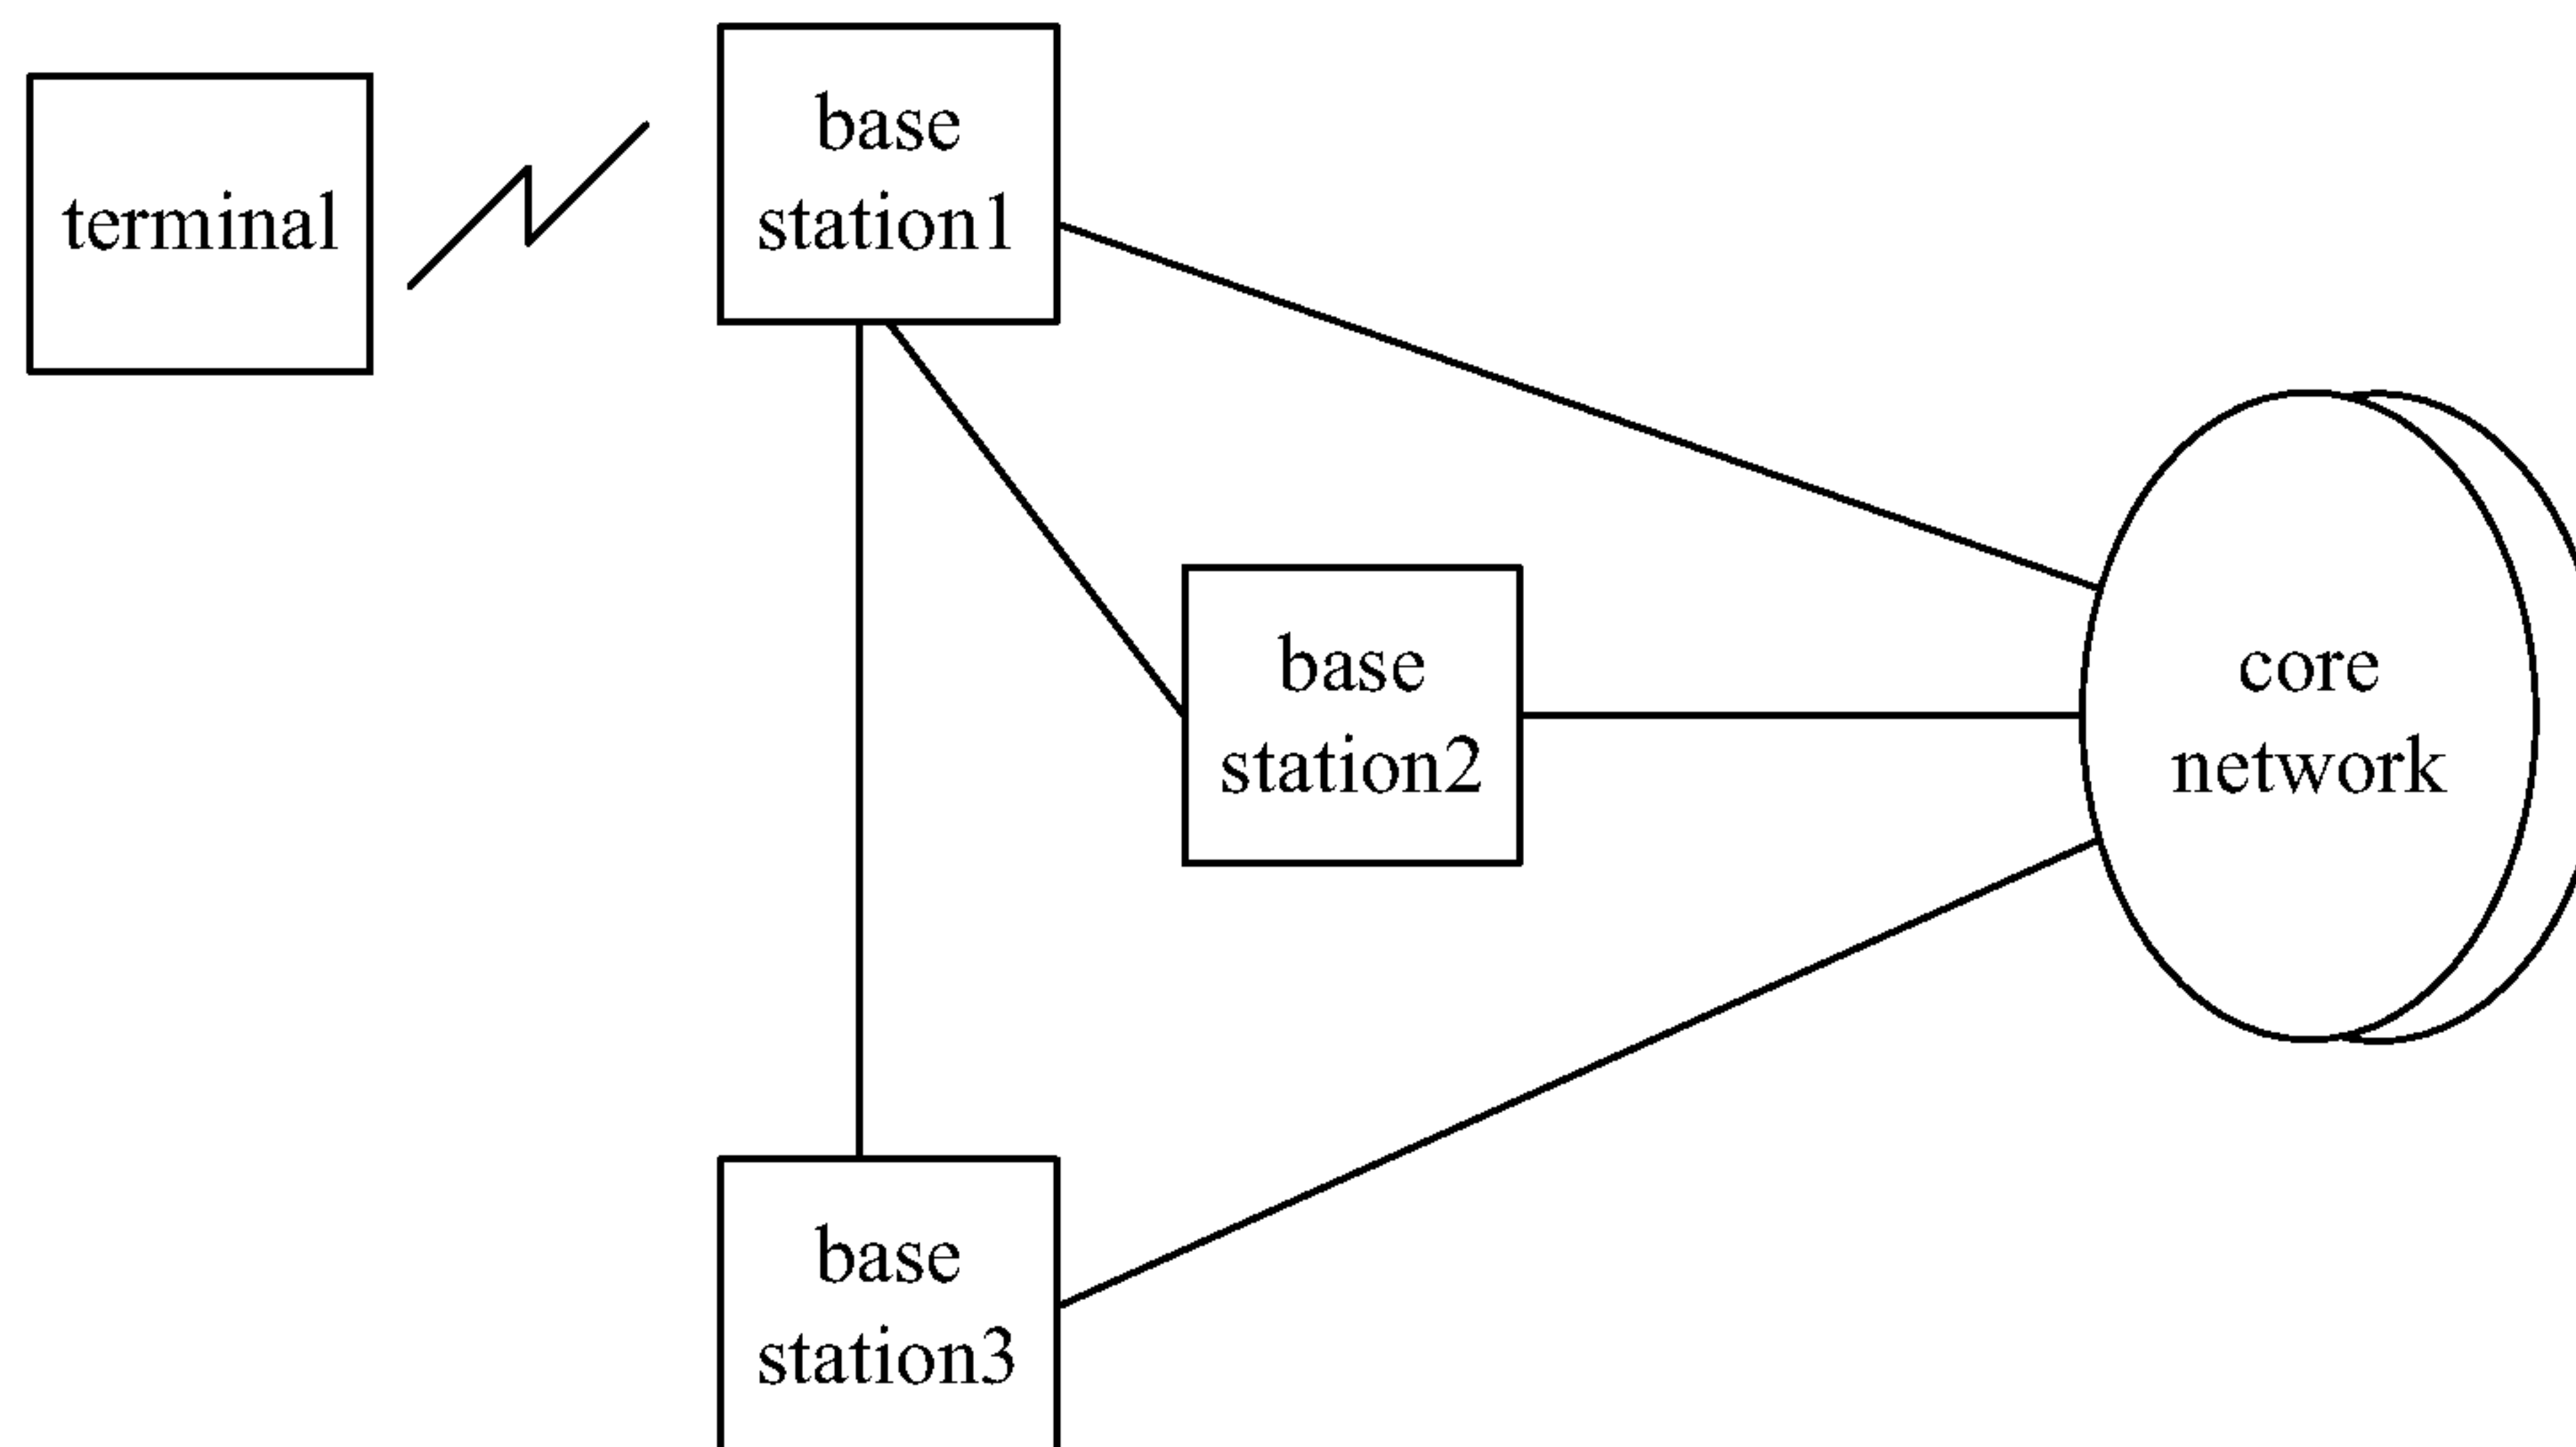 terminal
base
station1
base
station2
core
network
base
station3